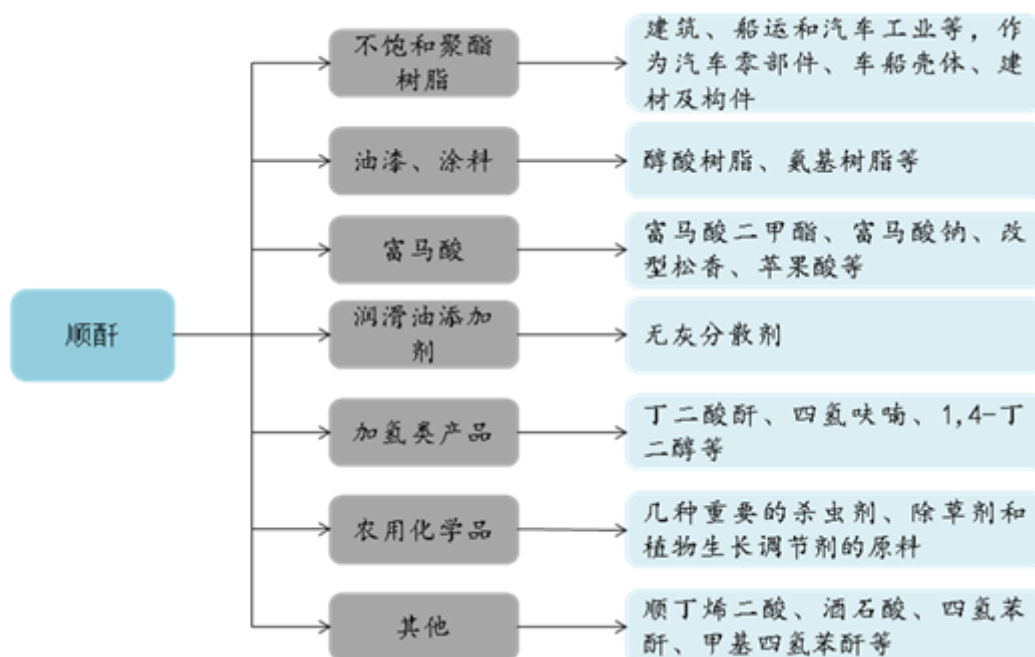 不饱和聚酯
树脂
建筑、船运和汽车工业等，作
为汽车零部件、车船壳体、建
材及构件
油漆、涂料
醇酸树脂、氨基树脂等
富马酸
富马酸二甲酯、富马酸钠、改
型松香、苹果酸等
顺酐
润滑油添加
剂
无灰分散剂
加氢类产品
丁二酸酐、四氢呋喃、1,4-丁
二醇等
农用化学品
几种重要的杀虫剂、除草剂和
植物生长调节剂的原料
其他
顺丁烯二酸、酒石酸、四氢苯
酐、甲基四氢苯酐等